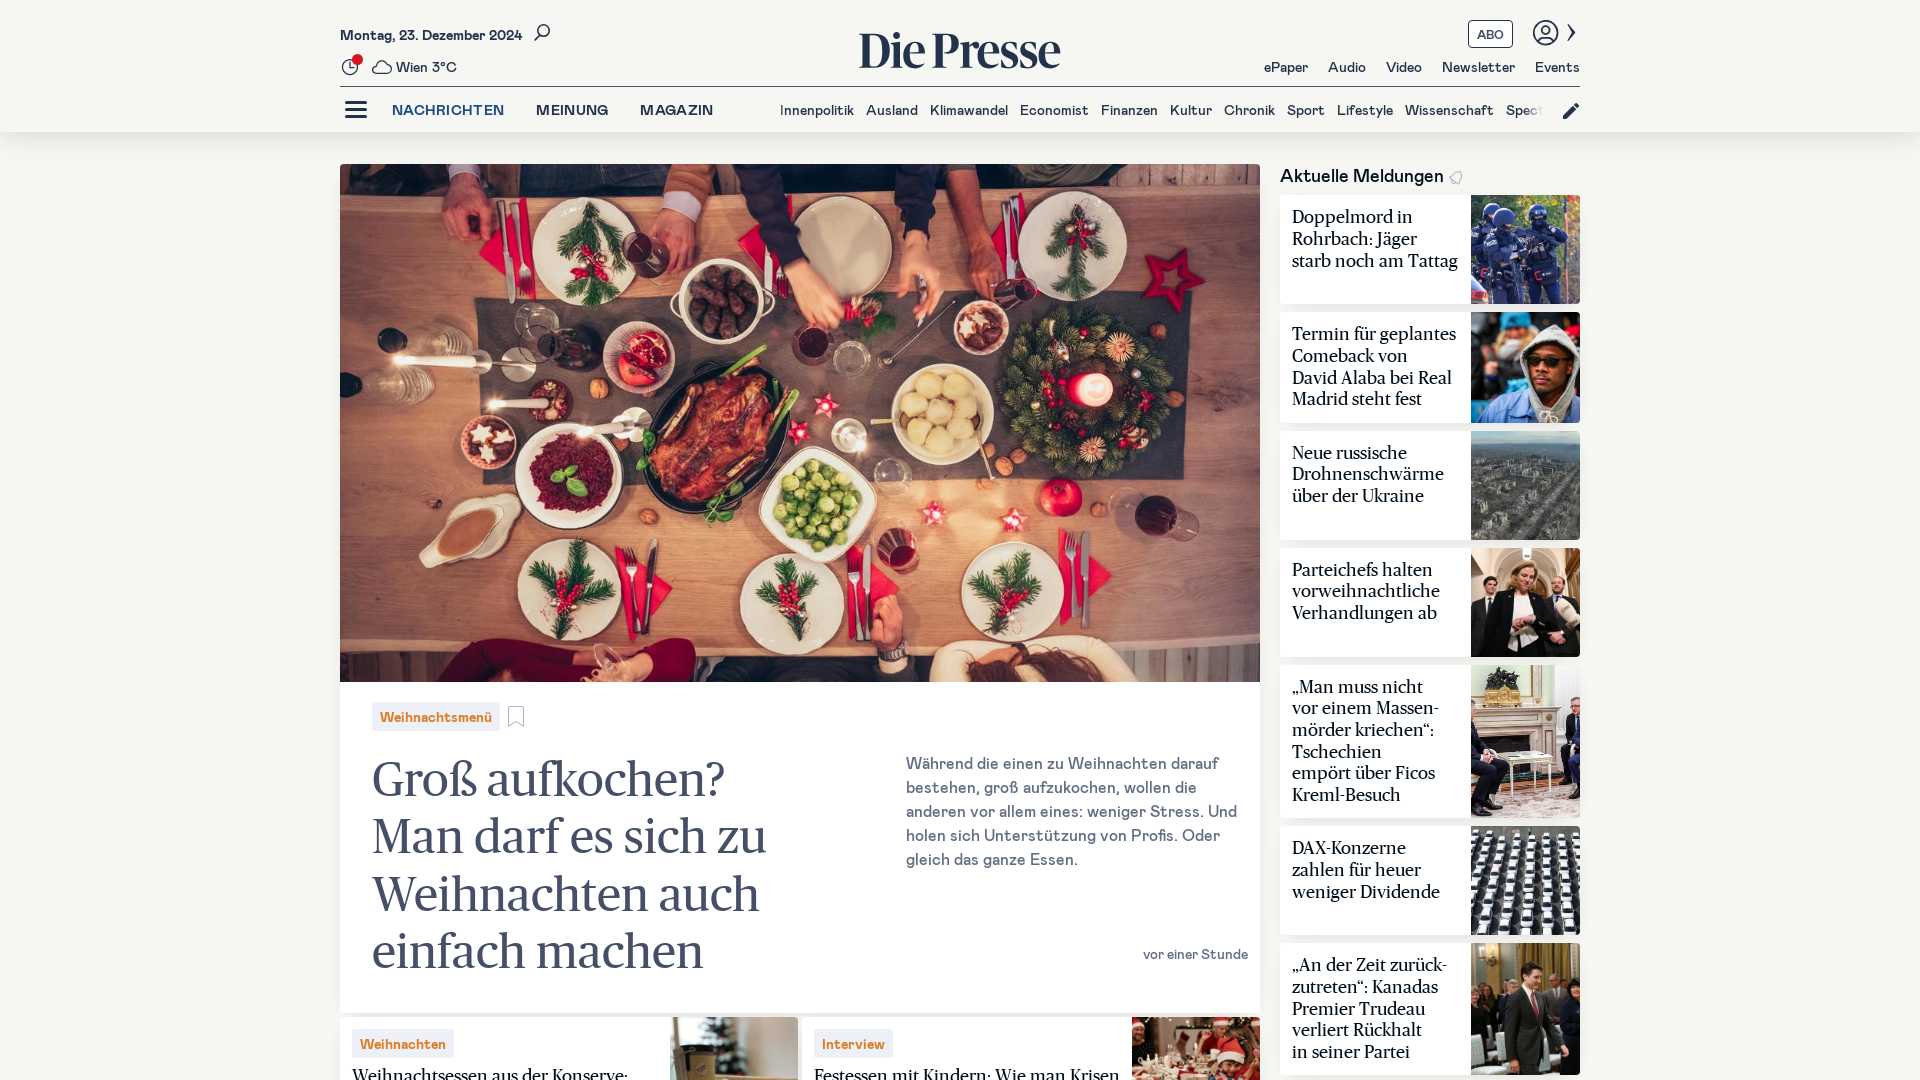 Montag, 23. Dezember 2024
Die Presse
ABO
Wien 3°C
ePaper Audio Video Newsletter Events
NACHRICHTEN MEINUNG MAGAZIN
Innenpolitik Ausland Klimawandel Economist Finanzen Kultur Chronik Sport Lifestyle Wissenschaft
Weihnachtsmenü
Groß aufkochen?
Man darf es sich zu
Weihnachten auch
einfach machen
Während die einen zu Weihnachten darauf
bestehen, groß aufzukochen, wollen die
anderen vor allem eines: weniger Stress. Und
holen sich Unterstützung von Profis. Oder
gleich das ganze Essen.
vor einer Stunde
Weihnachten
Weihnachtsessen aus der Konserve:
Interview
Festessen mit Kindern: Wie man Krisen
Aktuelle Meldungen
Doppelmord in
Rohrbach: Jäger
starb noch am Tattag
Termin für geplantes
Comeback von
David Alaba bei Real
Madrid steht fest
Neue russische
Drohnenschwärme
über der Ukraine
Parteichefs halten
vorweihnachtliche
Verhandlungen ab
„Man muss nicht
vor einem Massen-
mörder kriechen“:
Tschechien
empört über Ficos
Kreml-Besuch
DAX-Konzerne
zahlen für heuer
weniger Dividende
„An der Zeit zurück-
zutreten“: Kanadas
Premier Trudeau
verliert Rückhalt
in seiner Partei